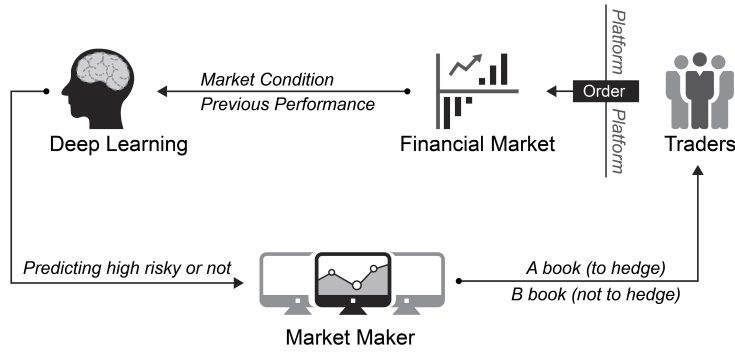 Market Condition
Previous Performance
Deep Learning
Financial Market
Platform
Order
Platform
Traders
Predicting high risky or not
Market Maker
A book (to hedge)
B book (not to hedge)